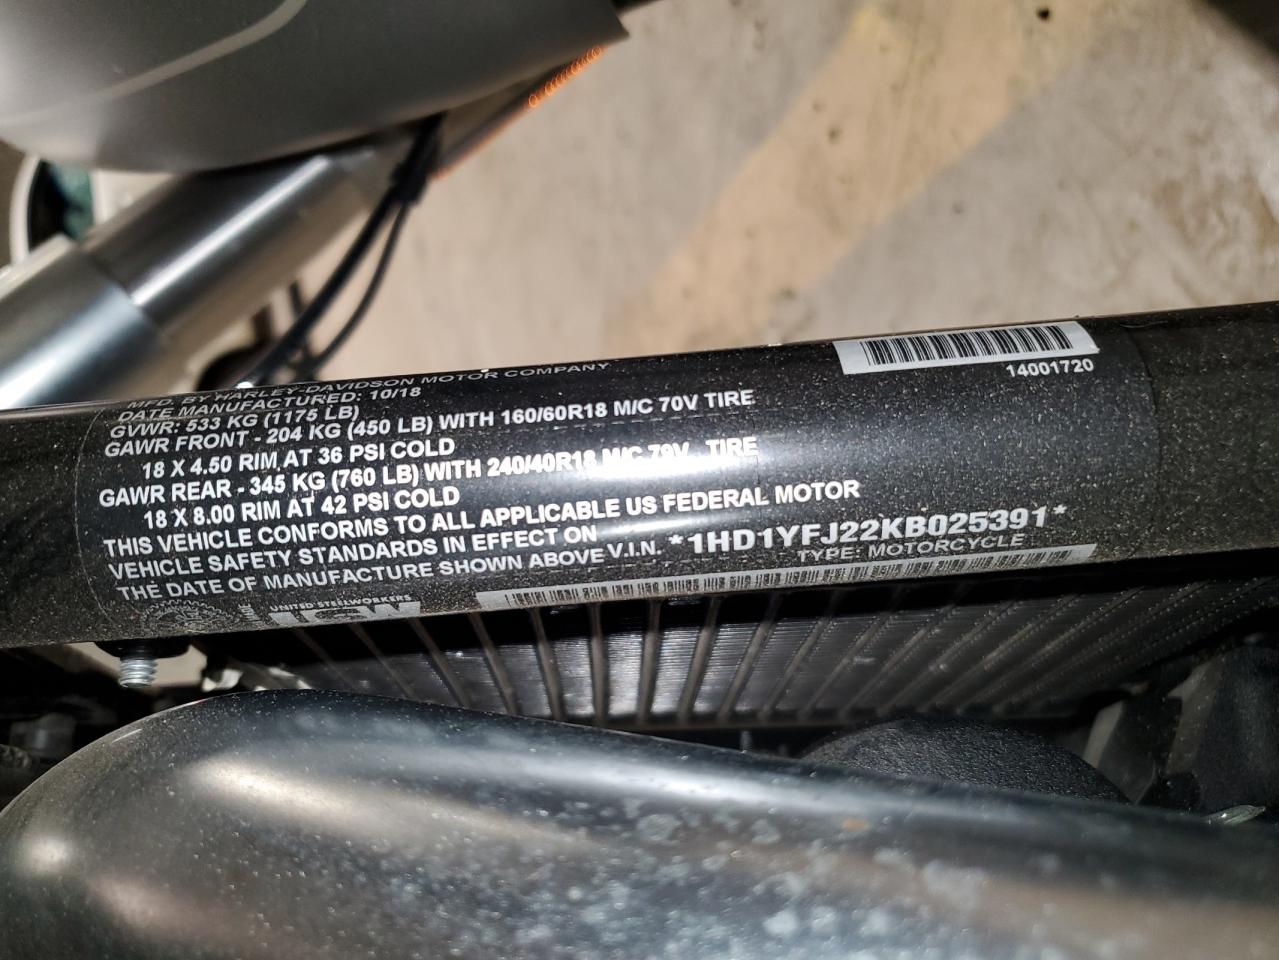 14001720
MFD. BY HARLEY-DAVIDSON MOTOR COMPANY
DATE MANUFACTURED: 10/18
GVWR: 533 KG (1175 LB)
GAWR FRONT - 204 KG (450 LB) WITH 160/60R18 M/C 70V TIRE
18 X 4.50 RIM AT 36 PSI COLD
GAWR REAR - 345 KG (760 LB) WITH 240/40R18 M/C 79V TIRE
18 X 8.00 RIM AT 42 PSI COLD
THIS VEHICLE CONFORMS TO ALL APPLICABLE US FEDERAL MOTOR
VEHICLE SAFETY STANDARDS IN EFFECT ON
THE DATE OF MANUFACTURE SHOWN ABOVE V.I.N. *1HD1YFJ22KB025391*
TYPE: MOTORCYCLE
UNITED STEELWORKERS